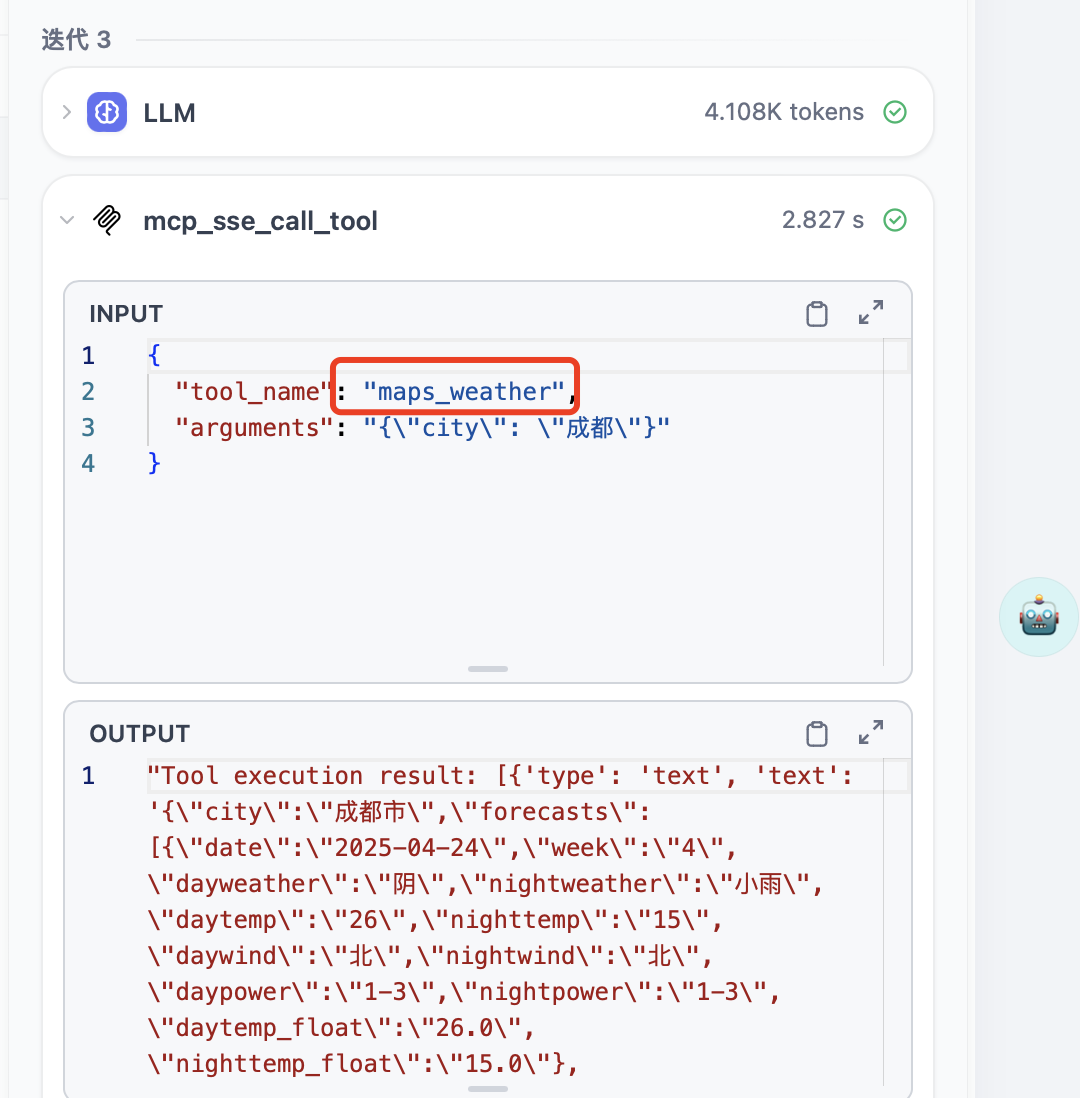 迭代 3
LLM
4.108K tokens
mcp_sse_call_tool
2.827 s
INPUT
1 {
2 "tool_name": "maps_weather",
3 "arguments": "{\"city\": \"成都\"}"
4 }
OUTPUT
1 "Tool execution result: [{'type': 'text', 'text':
'{\"city\":\"成都市\",\"forecasts\":
[{\"date\":\"2025-04-24\",\"week\":\"4\",
\"dayweather\":\"阴\",\"nightweather\":\"小雨\",
\"daytemp\":\"26\",\"nighttemp\":\"15\",
\"daywind\":\"北\",\"nightwind\":\"北\",
\"daypower\":\"1-3\",\"nightpower\":\"1-3\",
\"daytemp_float\":\"26.0\",
\"nighttemp_float\":\"15.0\"},